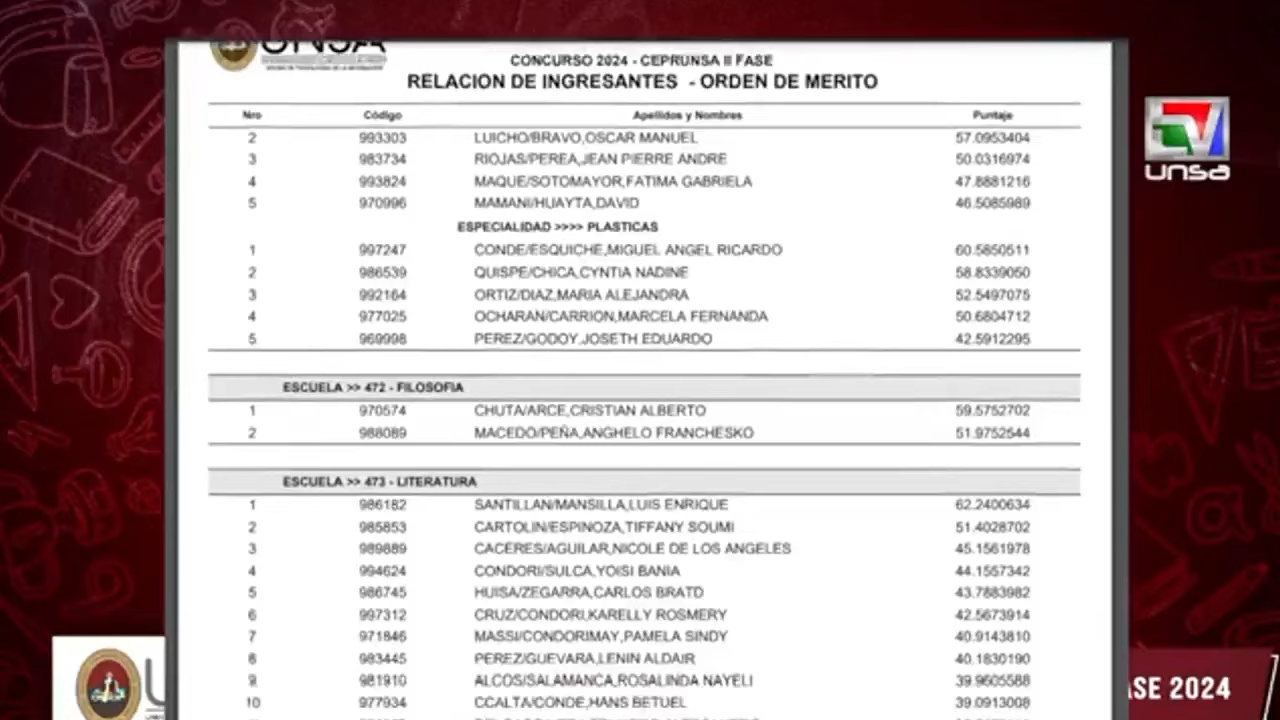 UNSA
CONCURSO 2024 - CEPRUNSA II FASE
RELACION DE INGRESANTES - ORDEN DE MERITO
Nro Código Apellidos y Nombres Puntaje
2 993303 LUICHO/BRAVO,OSCAR MANUEL 57.0953404
3 983734 RIOJAS/PEREA,JEAN PIERRE ANDRE 50.0316974
4 993824 MAQUE/SOTOMAYOR,FATIMA GABRIELA 47.8881216
5 970996 MAMANI/HUAYTA,DAVID 46.5085989
ESPECIALIDAD >>>> PLASTICAS
1 997247 CONDE/ESQUICHE,MIGUEL ANGEL RICARDO 60.5850511
2 986539 QUISPE/CHICA,CYNTIA NADINE 58.8339050
3 992164 ORTIZ/DIAZ,MARIA ALEJANDRA 52.5497075
4 977025 OCHARAN/CARRION,MARCELA FERNANDA 50.6804712
5 969998 PEREZ/GODOY,JOSETH EDUARDO 42.5912295
ESCUELA >> 472 - FILOSOFIA
1 970574 CHUTA/ARCE,CRISTIAN ALBERTO 59.5752702
2 988089 MACEDO/PEÑA,ANGHELO FRANCHESKO 51.9752544
ESCUELA >> 473 - LITERATURA
1 986182 SANTILLAN/MANSILLA,LUIS ENRIQUE 62.2400634
2 985853 CARTOLIN/ESPINOZA,TIFFANY SOUMI 51.4028702
3 989889 CACERES/AGUILAR,NICOLE DE LOS ANGELES 45.1561978
4 994624 CONDORI/SULCA,YOISI BANIA 44.1557342
5 986745 HUISA/ZEGARRA,CARLOS BRATD 43.7883982
6 997312 CRUZ/CONDORI,KARELLY ROSMERY 42.5673914
7 971846 MASSI/CONDORIMAY,PAMELA SINDY 40.9143810
8 983445 PEREZ/GUEVARA,LENIN ALDAIR 40.1830190
9 981910 ALCOS/SALAMANCA,ROSALINDA NAYELI 39.9605588
10 977934 CCALTA/CONDE,HANS BETUEL 39.0913008
TV
unsa
ASE 2024